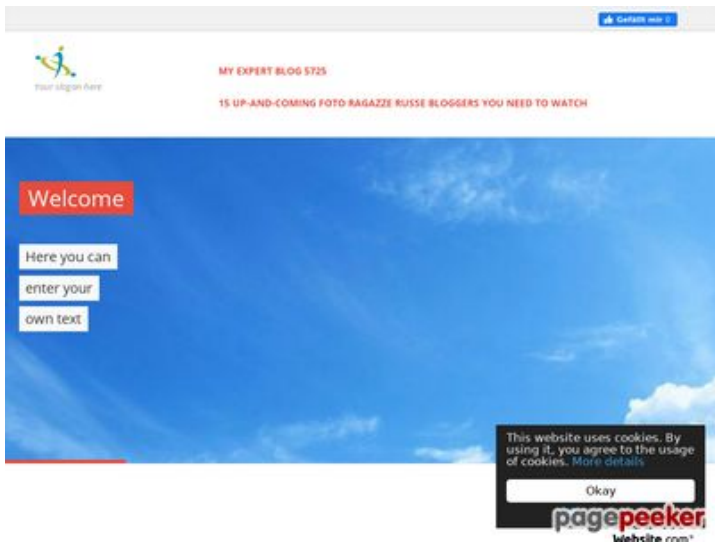 Gefällt mir 0
Your slogan here
MY EXPERT BLOG 5725
15 UP-AND-COMING FOTO RAGAZZE RUSSE BLOGGERS YOU NEED TO WATCH
Welcome
Here you can
enter your
own text
This website uses cookies. By
using it, you agree to the usage
of cookies. More details
Okay
pagepeeker
Website.com